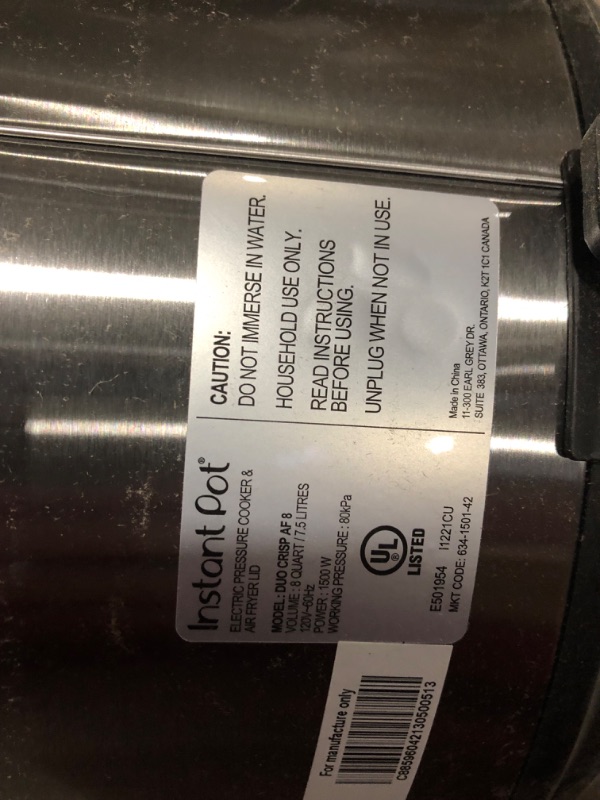 Instant Pot®
ELECTRIC PRESSURE COOKER &
AIR FRYER LID
MODEL : DUO CRISP AF 8
VOLUME : 8 QUART / 7.5 LITRES
120V~60Hz
POWER : 1500 W
WORKING PRESSURE : 80kPa
UL
®
LISTED
E501954 I1221CU
MKT CODE: 634-1501-42
CAUTION:
DO NOT IMMERSE IN WATER.
HOUSEHOLD USE ONLY.
READ INSTRUCTIONS
BEFORE USING.
UNPLUG WHEN NOT IN USE.
Made in China
11-300 EARL GREY DR.
SUITE 383, OTTAWA, ONTARIO, K2T 1C1 CANADA
For manufacture only
C88596042130500513